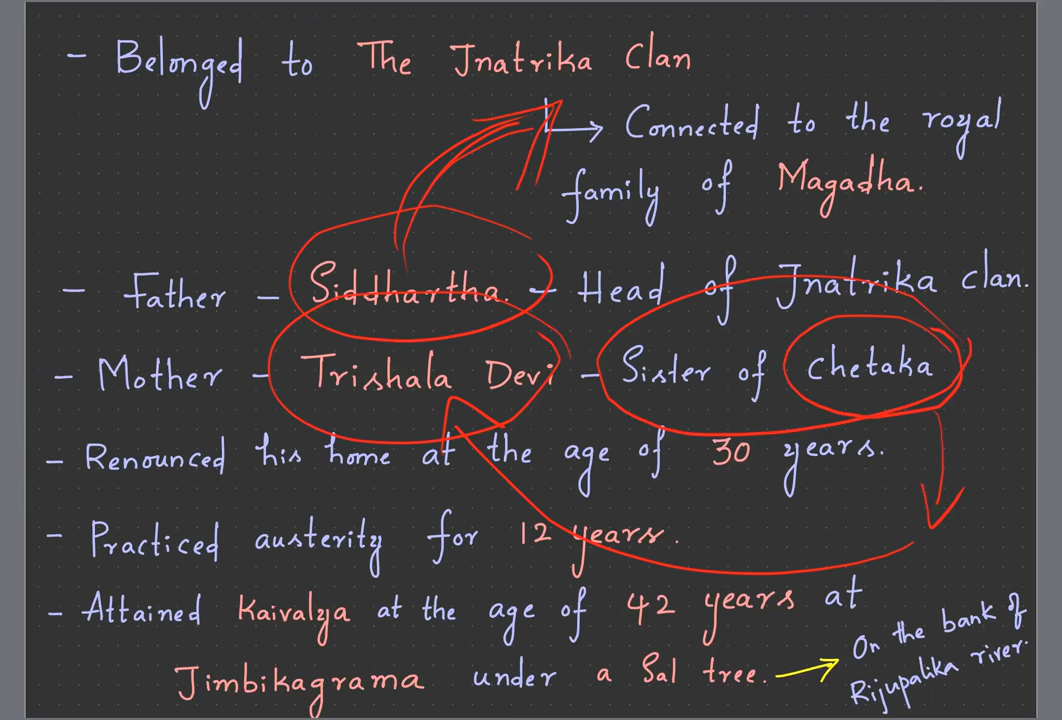 - Belonged to The Jnatrika Clan
→ Connected to the royal
family of Magadha.
- Father - Siddhartha. - Head of Jnatrika clan.
- Mother - Trishala Devi - Sister of Chetaka
- Renounced his home at the age of 30 years.
- Practiced austerity for 12 years.
- Attained Kaivalya at the age of 42 years at
Jimbikagrama under a Sal tree. →
On the bank of
Rijupalika river.